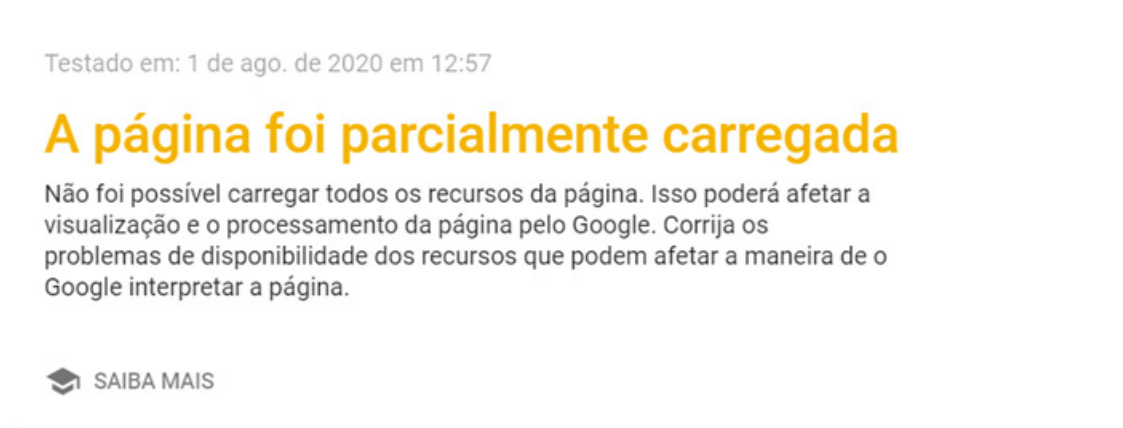 Testado em: 1 de ago. de 2020 em 12:57
A página foi parcialmente carregada
Não foi possível carregar todos os recursos da página. Isso poderá afetar a
visualização e o processamento da página pelo Google. Corrija os
problemas de disponibilidade dos recursos que podem afetar a maneira de o
Google interpretar a página.
SAIBA MAIS